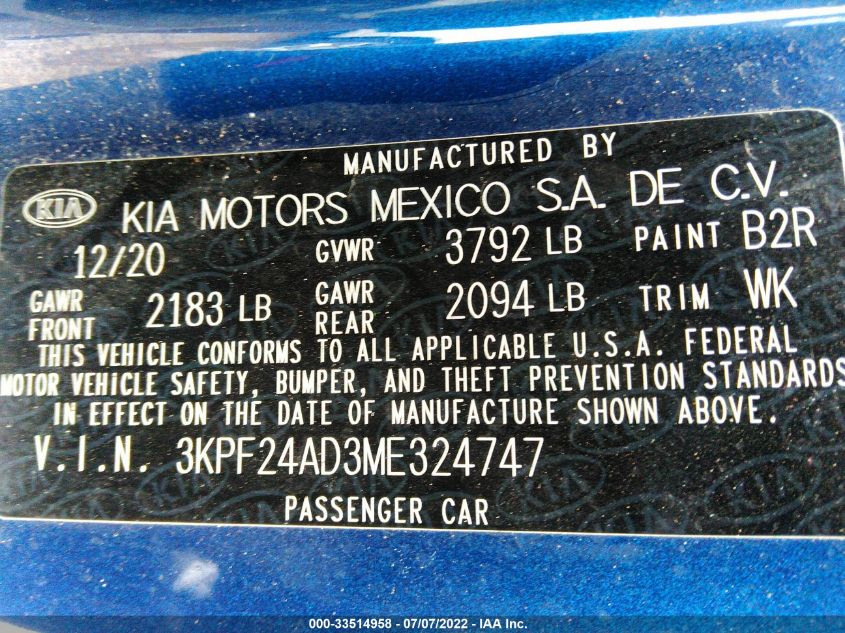 MANUFACTURED BY
KIA KIA MOTORS MEXICO S.A. DE C.V.
12/20 GVWR 3792 LB PAINT B2R
GAWR FRONT 2183 LB GAWR REAR 2094 LB TRIM WK
THIS VEHICLE CONFORMS TO ALL APPLICABLE U.S.A. FEDERAL
MOTOR VEHICLE SAFETY, BUMPER, AND THEFT PREVENTION STANDARDS
IN EFFECT ON THE DATE OF MANUFACTURE SHOWN ABOVE.
V.I.N. 3KPF24AD3ME324747
PASSENGER CAR
000-33514958 - 07/07/2022 - IAA Inc.